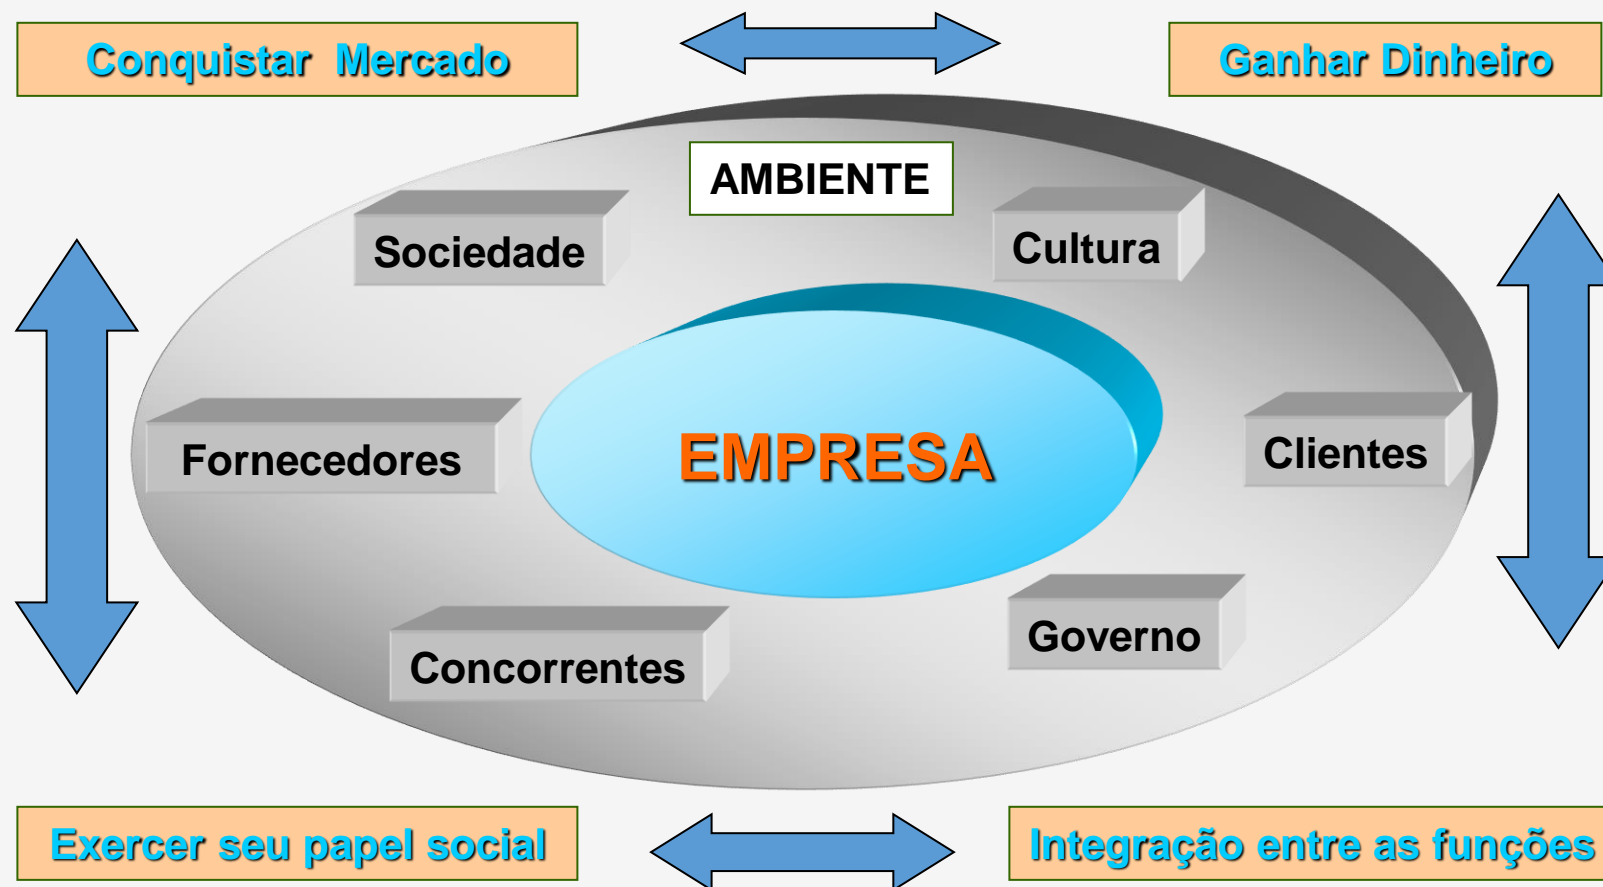 Conquistar Mercado
Ganhar Dinheiro
AMBIENTE
Sociedade
Cultura
Fornecedores
EMPRESA
Clientes
Concorrentes
Governo
Exercer seu papel social
Integração entre as funções